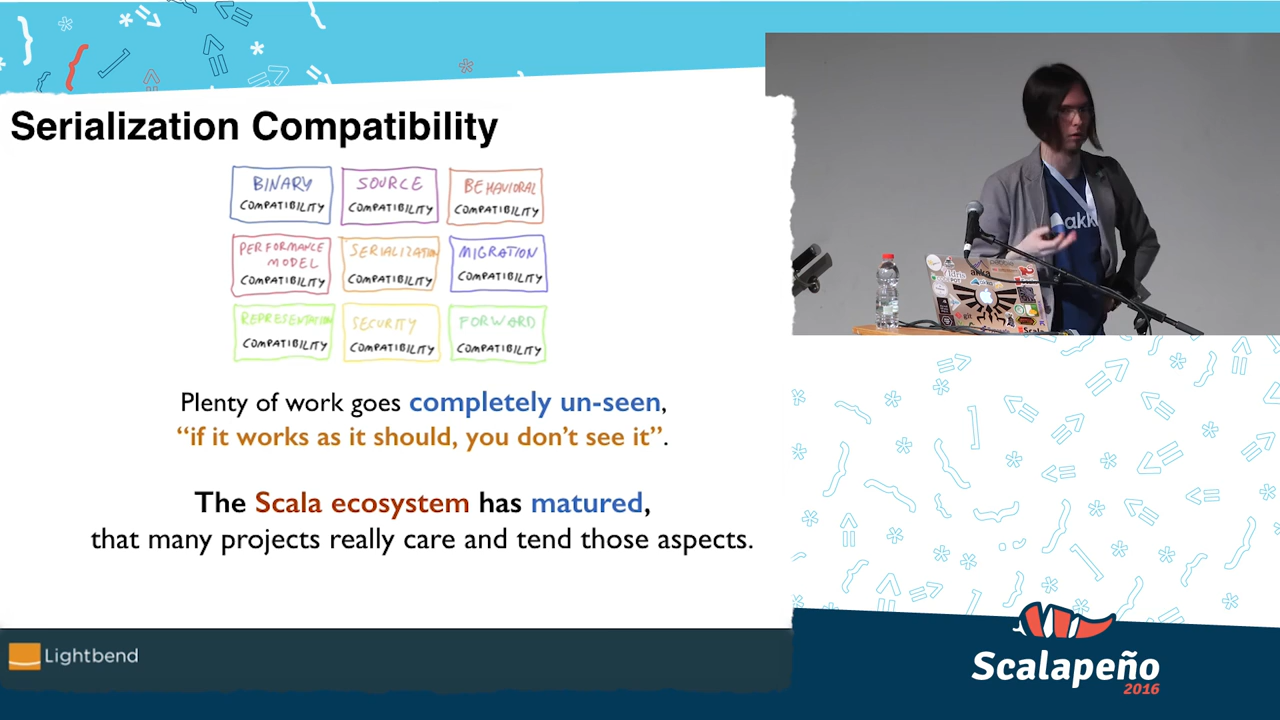 Serialization Compatibility
BINARY
COMPATIBILITY
SOURCE
COMPATIBILITY
BEHAVIORAL
COMPATIBILITY
PERFORMANCE
MODEL
COMPATIBILITY
SERIALIZATION
COMPATIBILITY
MIGRATION
COMPATIBILITY
REPRESENTATION
COMPATIBILITY
SECURITY
COMPATIBILITY
FORWARD
COMPATIBILITY
Plenty of work goes completely un-seen,
“if it works as it should, you don’t see it”.
The Scala ecosystem has matured,
that many projects really care and tend those aspects.
Lightbend
akk
akka
Scalapeño
2016